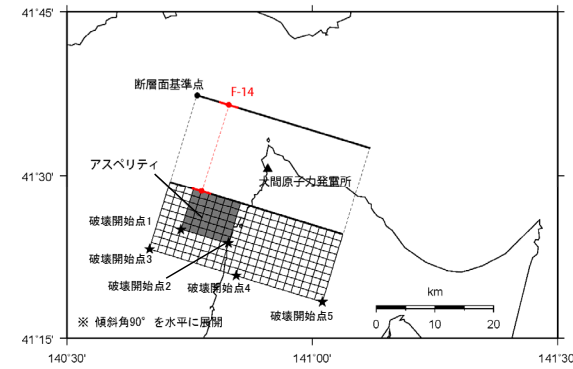 41°45'
断層面基準点
F-14
アスペリティ
41°30'
大間原子力発電所
破壊開始点1
破壊開始点3
破壊開始点2
破壊開始点4
破壊開始点5
km
0 10 20
※ 傾斜角90°を水平に展開
41°15'
140°30' 141°00' 141°30'